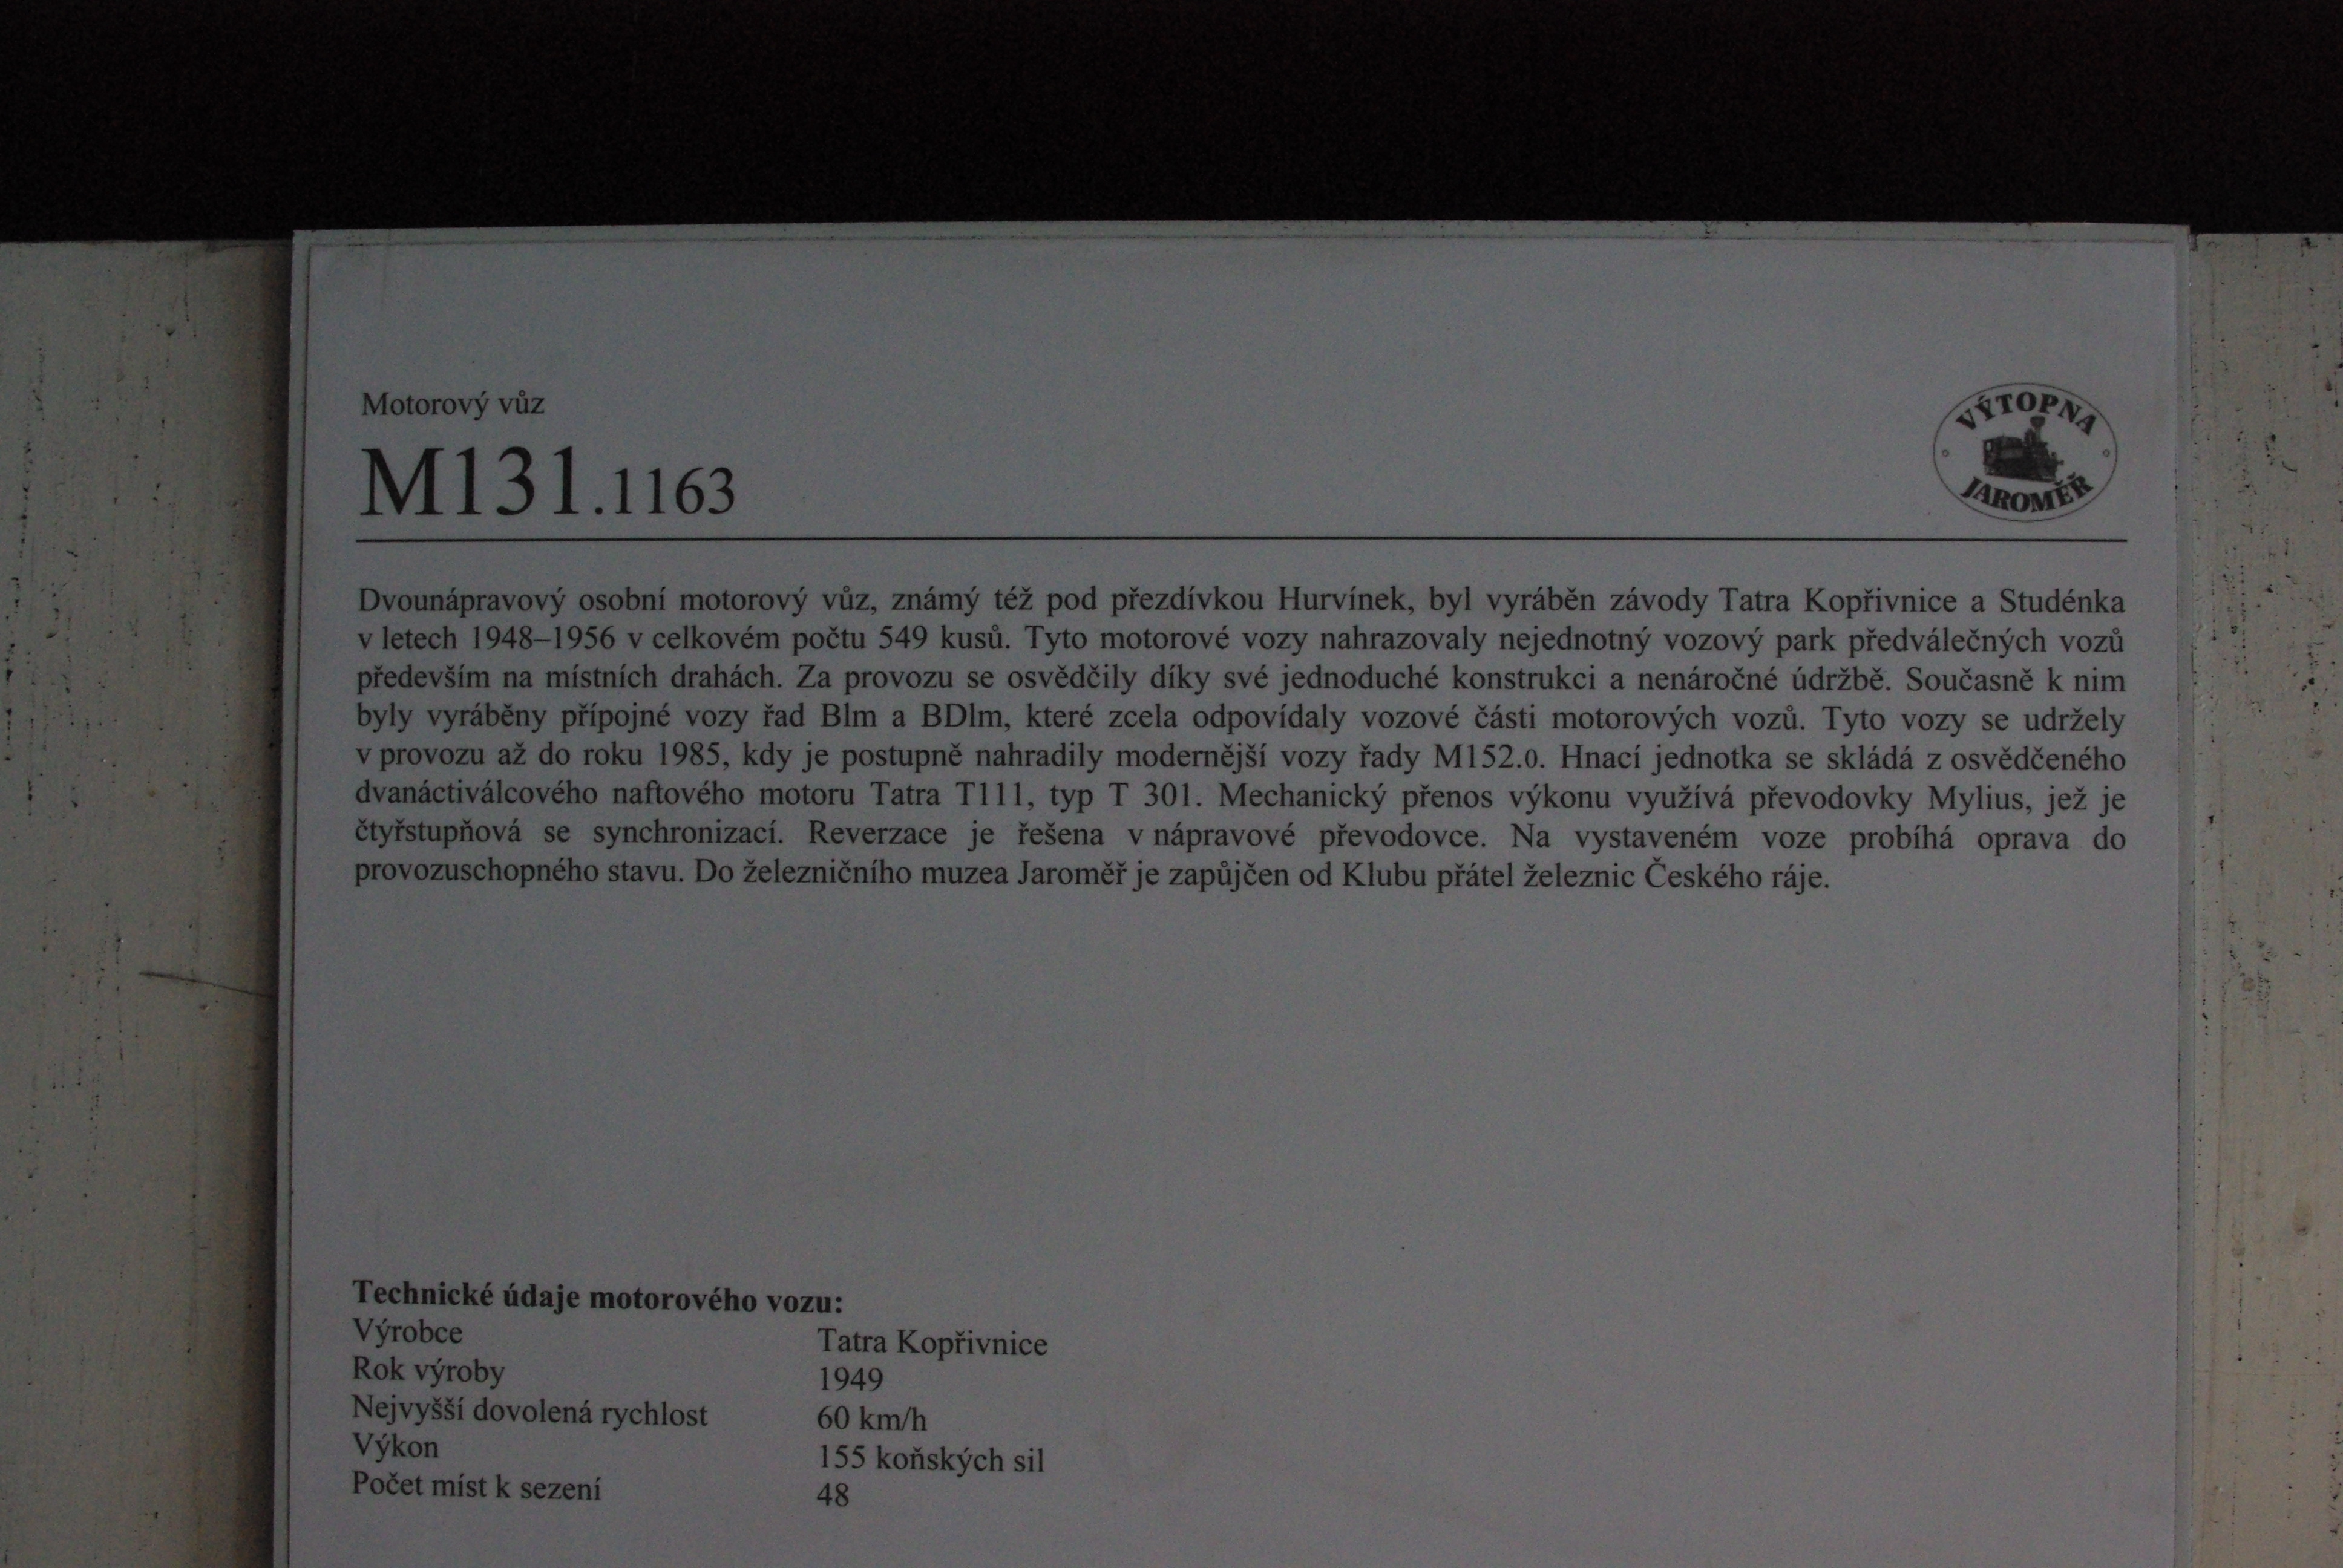 Motorový vůz
M131.1163
VÝTOPNA
JAROMĚŘ
Dvounápravový osobní motorový vůz, známý též pod přezdívkou Hurvínek, byl vyráběn závody Tatra Kopřivnice a Studénka
v letech 1948–1956 v celkovém počtu 549 kusů. Tyto motorové vozy nahrazovaly nejednotný vozový park předválečných vozů
především na místních drahách. Za provozu se osvědčily díky své jednoduché konstrukci a nenáročné údržbě. Současně k nim
byly vyráběny přípojné vozy řad Blm a BDlm, které zcela odpovídaly vozové části motorových vozů. Tyto vozy se udržely
v provozu až do roku 1985, kdy je postupně nahradily modernější vozy řady M152.0. Hnací jednotka se skládá z osvědčeného
dvanáctiválcového naftového motoru Tatra T111, typ T 301. Mechanický přenos výkonu využívá převodovky Mylius, jež je
čtyřstupňová se synchronizací. Reverzace je řešena v nápravové převodovce. Na vystaveném voze probíhá oprava do
provozuschopného stavu. Do železničního muzea Jaroměř je zapůjčen od Klubu přátel železnic Českého ráje.
Technické údaje motorového vozu:
Výrobce Tatra Kopřivnice
Rok výroby 1949
Nejvyšší dovolená rychlost 60 km/h
Výkon 155 koňských sil
Počet míst k sezení 48